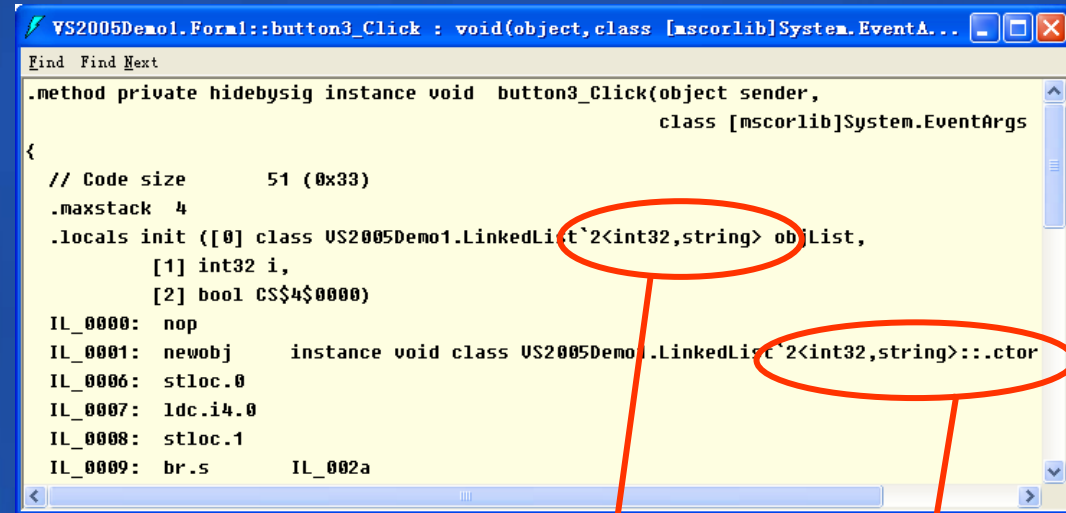 VS2005Demo1.Form1::button3_Click : void(object,class [mscorlib]System.EventA...
Find Find Next
.method private hidebysig instance void  button3_Click(object sender,
                                                       class [mscorlib]System.EventArgs
{
  // Code size       51 (0x33)
  .maxstack  4
  .locals init ([0] class VS2005Demo1.LinkedList`2<int32,string> objList,
           [1] int32 i,
           [2] bool CS$4$0000)
  IL_0000:  nop
  IL_0001:  newobj     instance void class VS2005Demo1.LinkedList`2<int32,string>::.ctor
  IL_0006:  stloc.0
  IL_0007:  ldc.i4.0
  IL_0008:  stloc.1
  IL_0009:  br.s       IL_002a